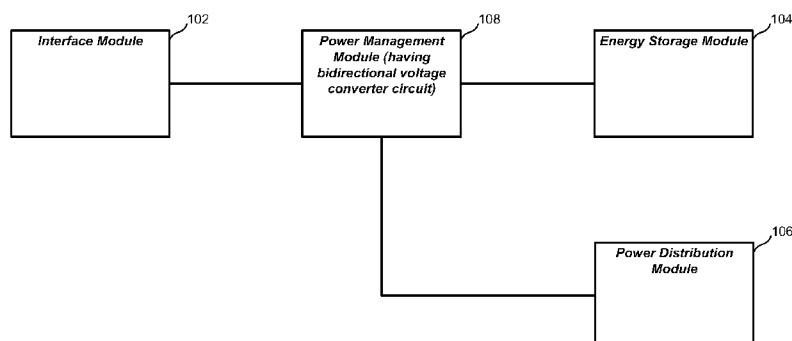 102
Interface Module
108
Power Management
Module (having
bidirectional voltage
converter circuit)
104
Energy Storage Module
106
Power Distribution
Module